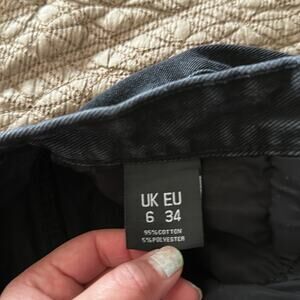 UK EU
6 34
95%COTTON
5%POLYESTER